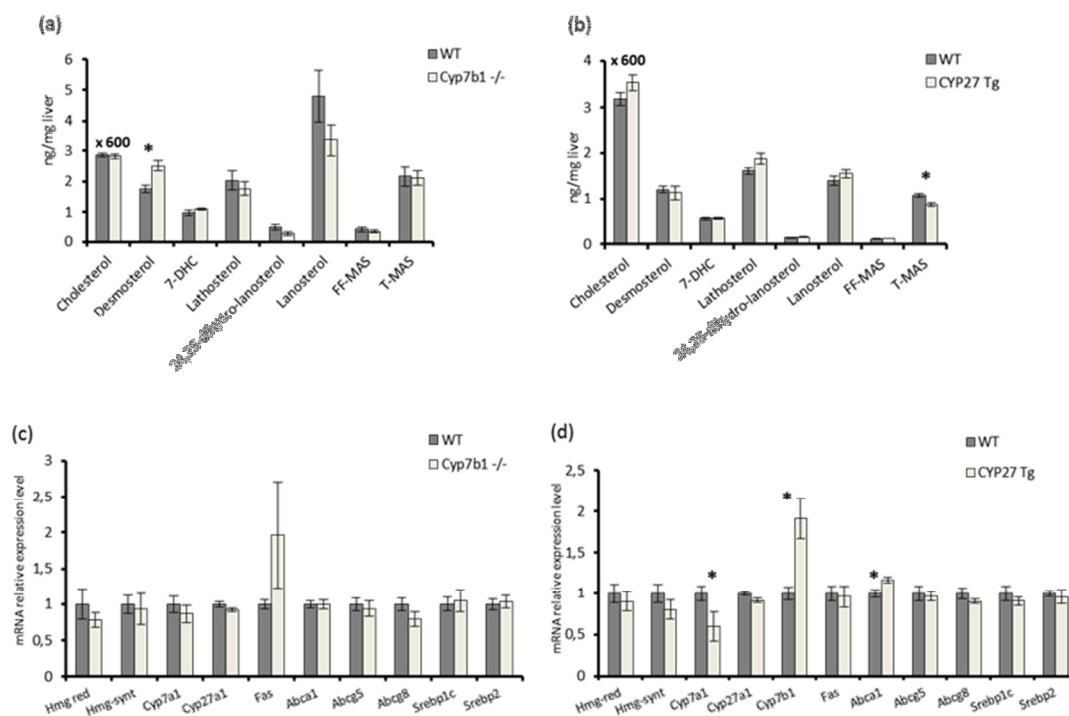 (a)
WT
Cyp7b1 -/-
6
5
4
3
2
1
0
ng/mg liver
x 600
*
Cholesterol
Desmosterol
7-DHC
Lathosterol
Lanosterol
FF-MAS
T-MAS
(b)
WT
CYP27 Tg
4
3
2
1
0
ng/mg liver
x 600
*
Cholesterol
Desmosterol
7-DHC
Lathosterol
Lanosterol
FF-MAS
T-MAS
(c)
WT
Cyp7b1 -/-
3
2,5
2
1,5
1
0,5
0
mRNA relative expression level
Hmg red
Hmg-synt
Cyp7a1
Cyp27a1
Fas
Abca1
Abcg5
Abcg8
Srebp1c
Srebp2
(d)
WT
CYP27 Tg
2,5
2
1,5
1
0,5
0
mRNA relative expression level
*
*
*
Hmg-red
Hmg-synt
Cyp7a1
Cyp27a1
Cyp7b1
Fas
Abca1
Abcg5
Abcg8
Srebp1c
Srebp2